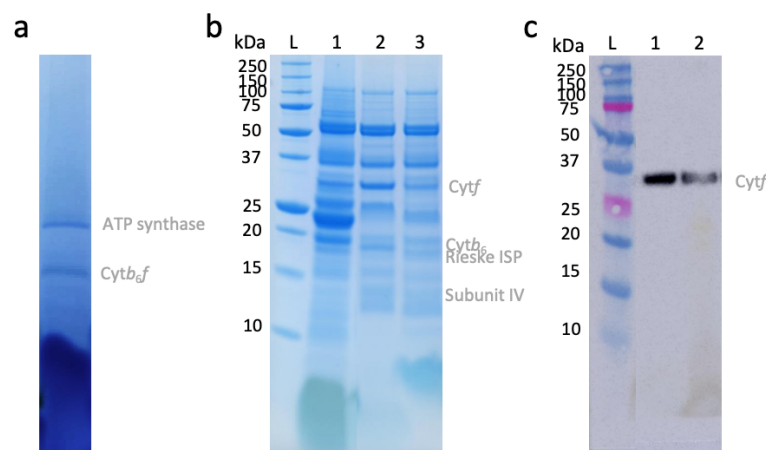 a
ATP synthase
Cytb₆f
b
kDa L 1 2 3
250
150
100
75
50
37
25
20
15
10
Cytf
Cytb₆
Rieske ISP
Subunit IV
c
kDa L 1 2
250
150
100
75
50
37
25
20
15
10
Cytf